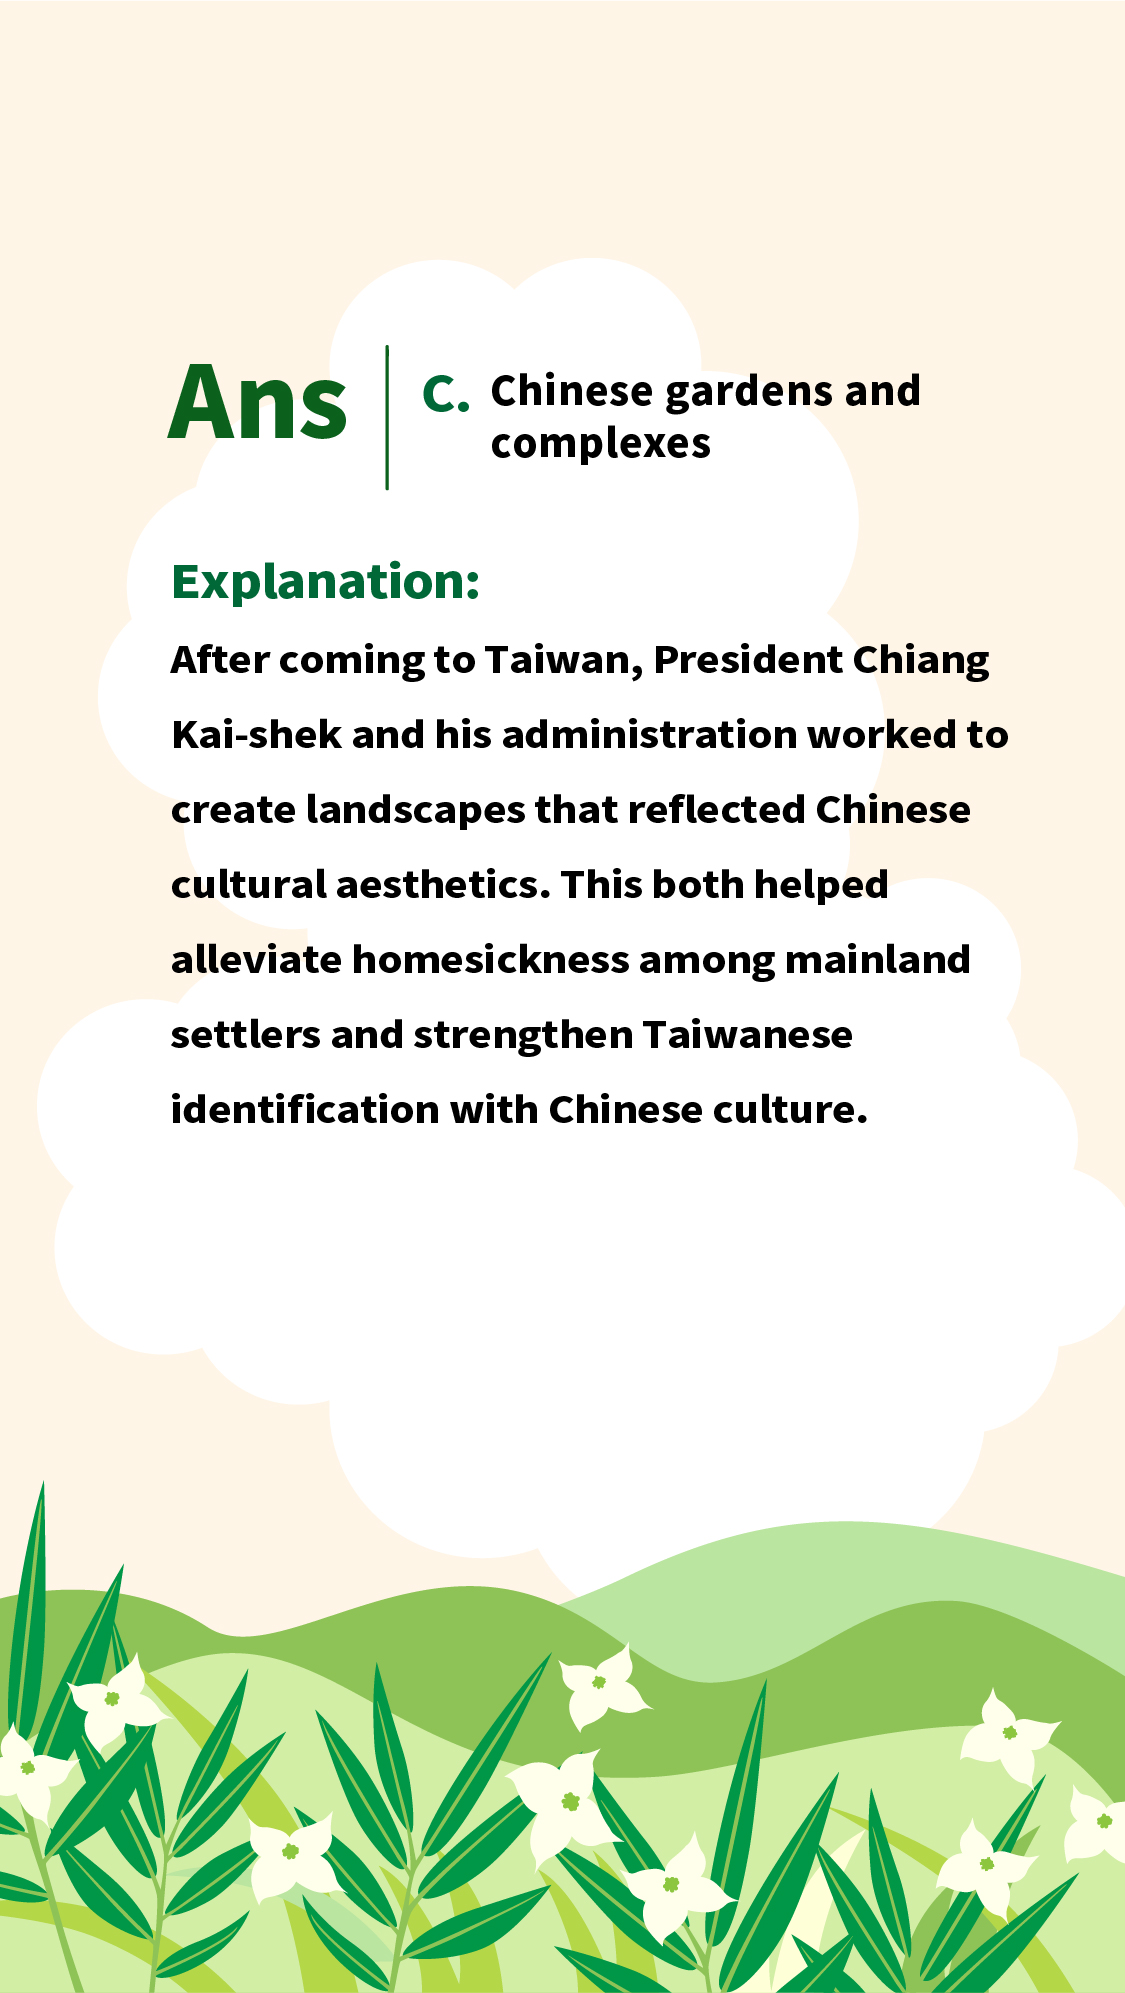 Ans
C. Chinese gardens and
complexes
Explanation:
After coming to Taiwan, President Chiang
Kai-shek and his administration worked to
create landscapes that reflected Chinese
cultural aesthetics. This both helped
alleviate homesickness among mainland
settlers and strengthen Taiwanese
identification with Chinese culture.